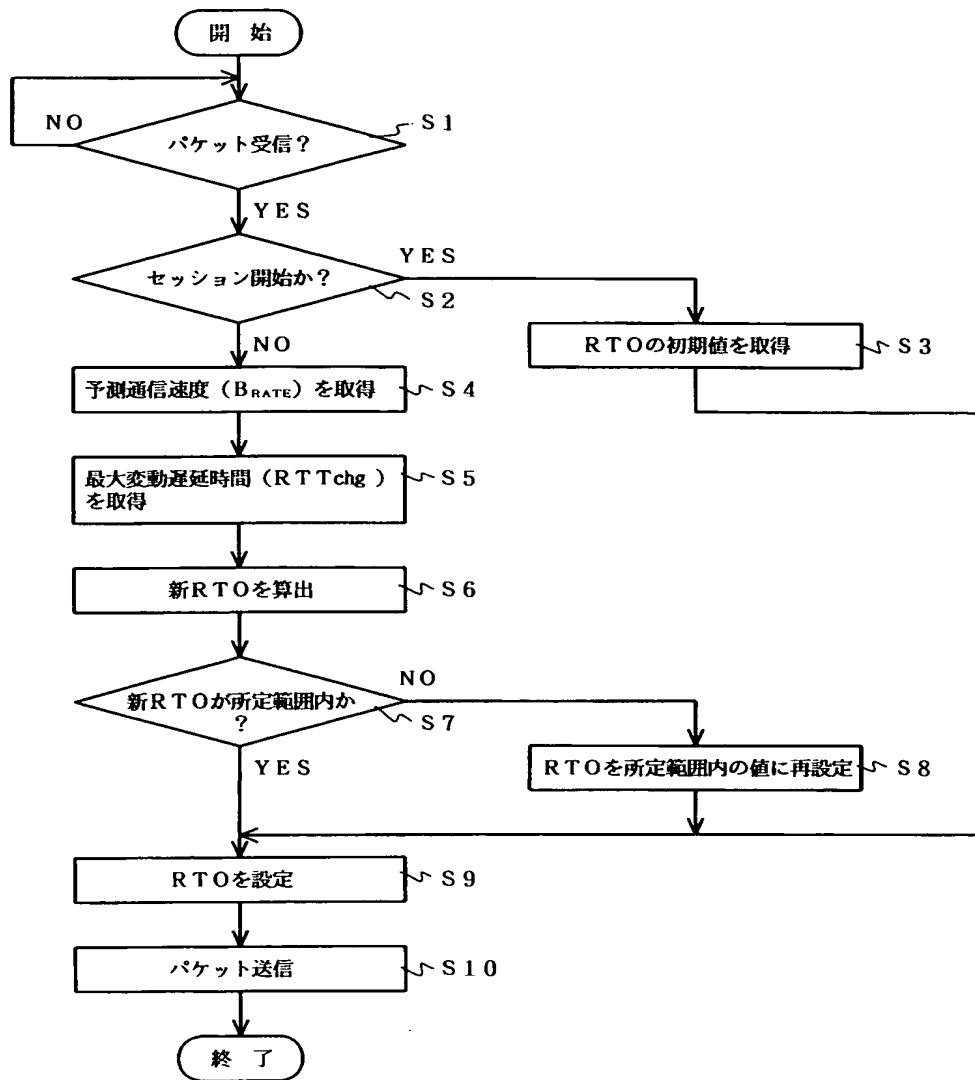 開 始
パケット受信?
S1
NO
YES
セッション開始か?
S2
YES
NO
RTOの初期値を取得
S3
予測通信速度(BRATE)を取得
S4
最大変動遅延時間(RTTchg)
を取得
S5
新RTOを算出
S6
新RTOが所定範囲内か
?
S7
NO
YES
RTOを所定範囲内の値に再設定
S8
RTOを設定
S9
パケット送信
S10
終 了